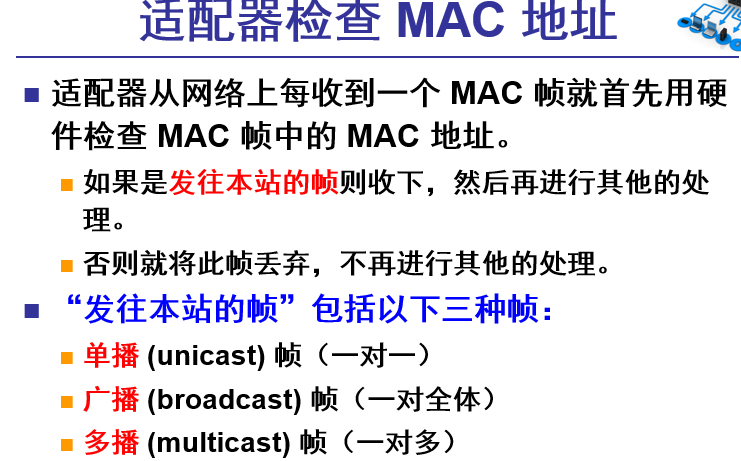 适配器检查 MAC 地址
适配器从网络上每收到一个 MAC 帧就首先用硬
件检查 MAC 帧中的 MAC 地址。
如果是发往本站的帧则收下，然后再进行其他的处
理。
否则就将此帧丢弃，不再进行其他的处理。
“发往本站的帧”包括以下三种帧：
单播 (unicast) 帧（一对一）
广播 (broadcast) 帧（一对全体）
多播 (multicast) 帧（一对多）